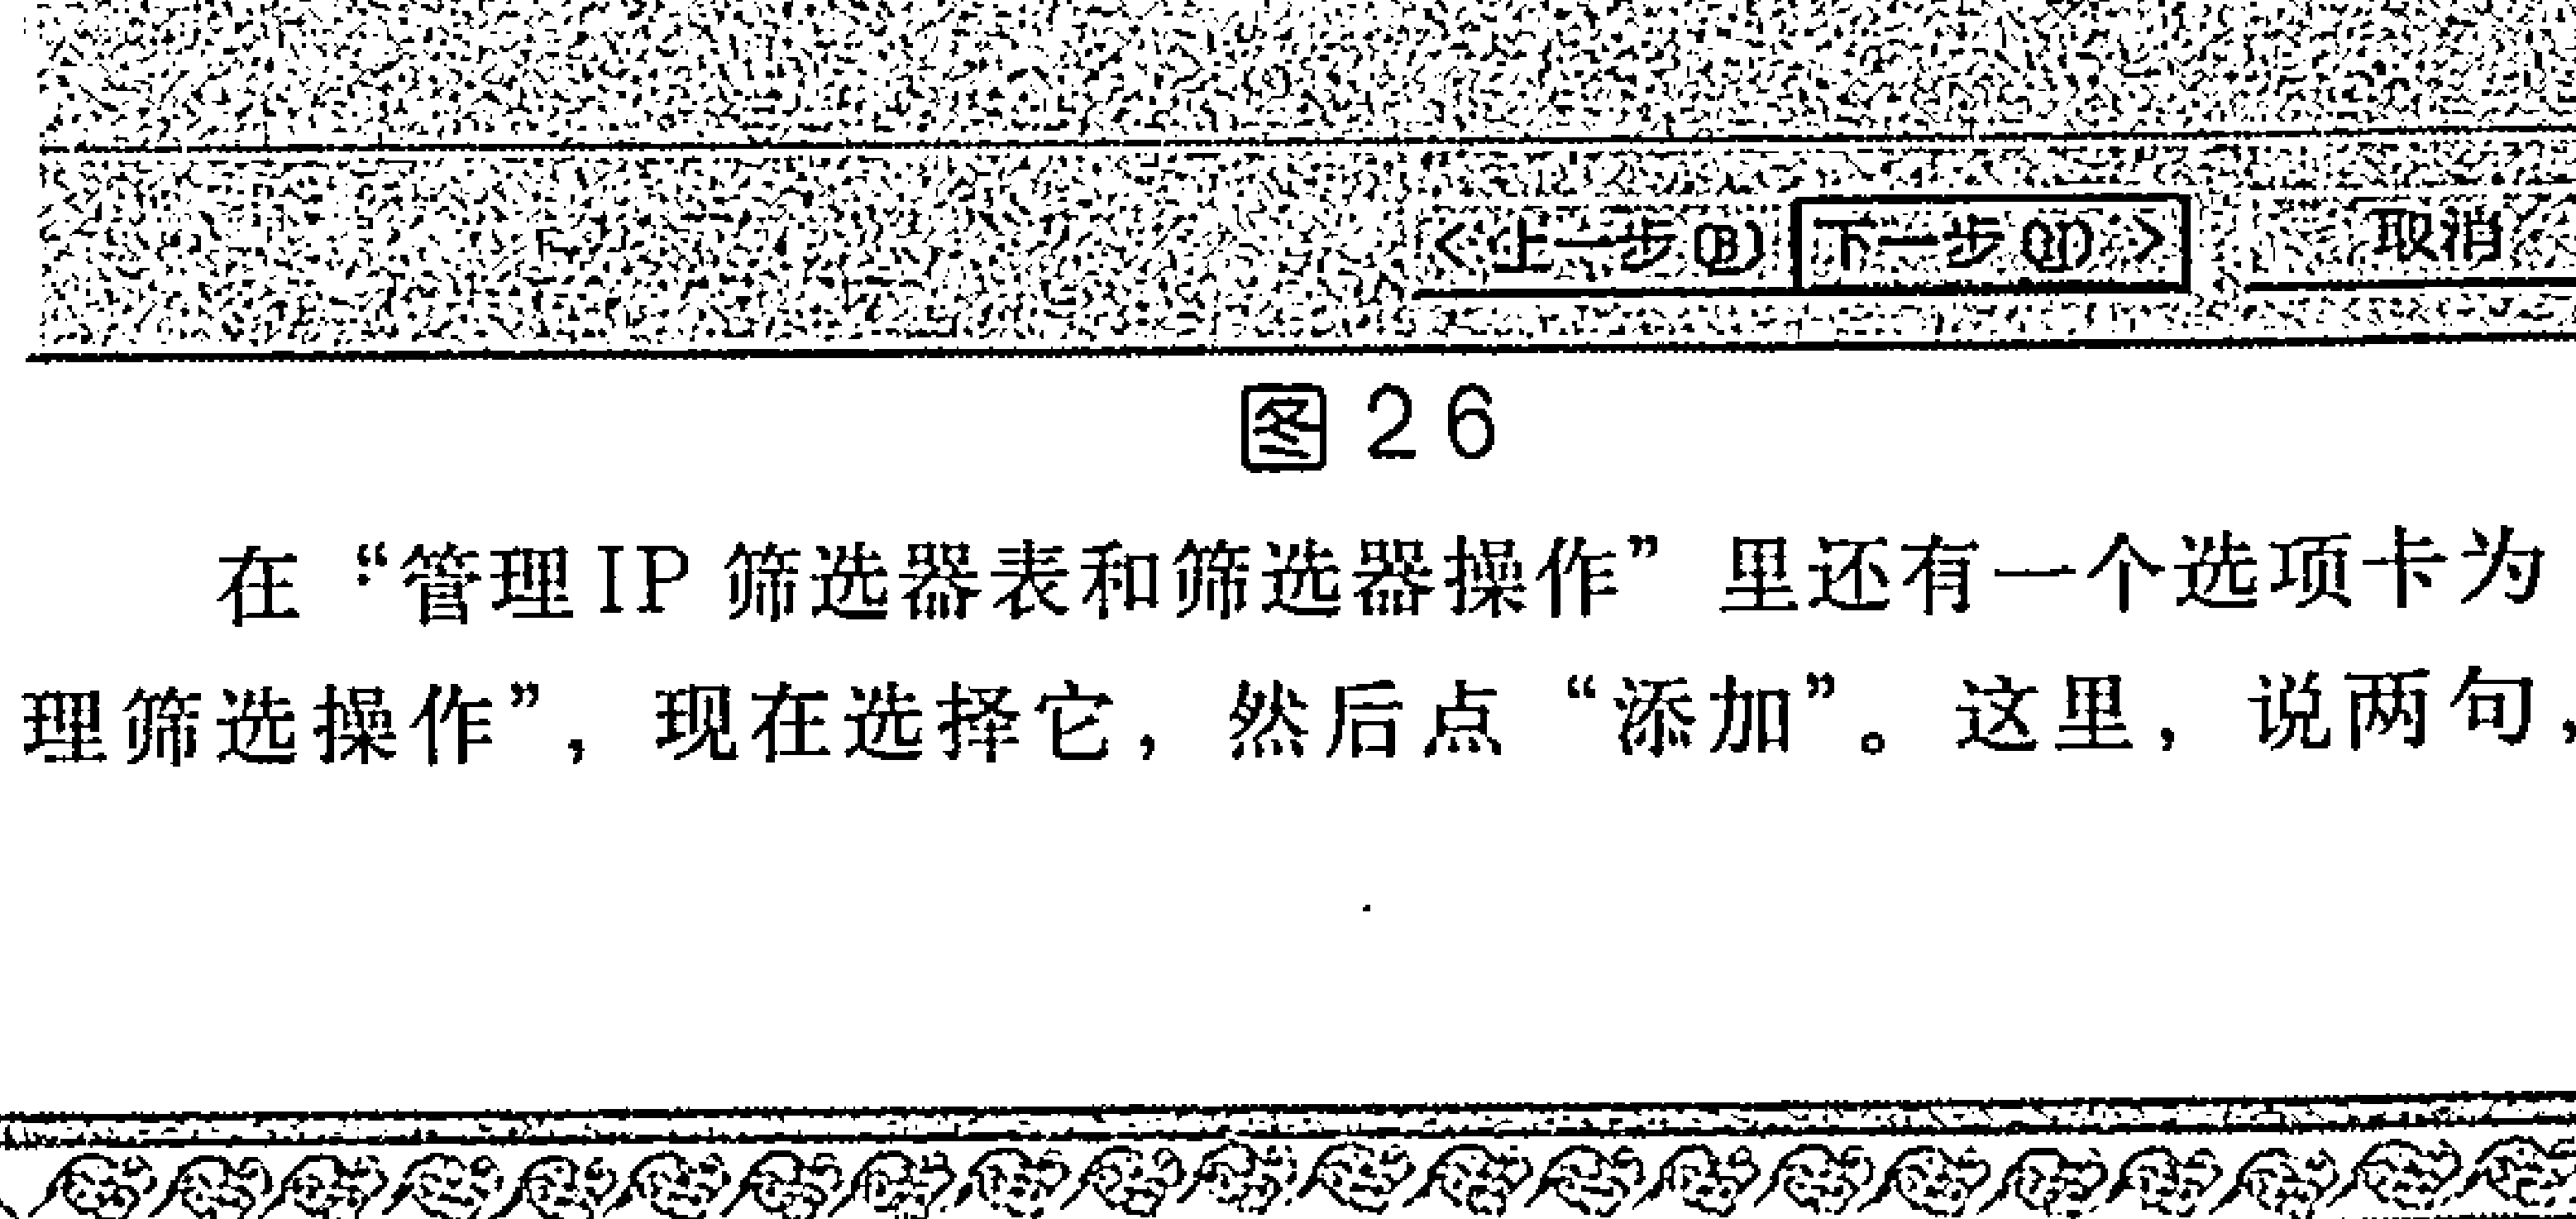 <上一步(B) 下一步(N)> 取消
图26
在“管理IP筛选器表和筛选器操作”里还有一个选项卡为
理筛选操作”，现在选择它，然后点“添加”。这里，说两句，